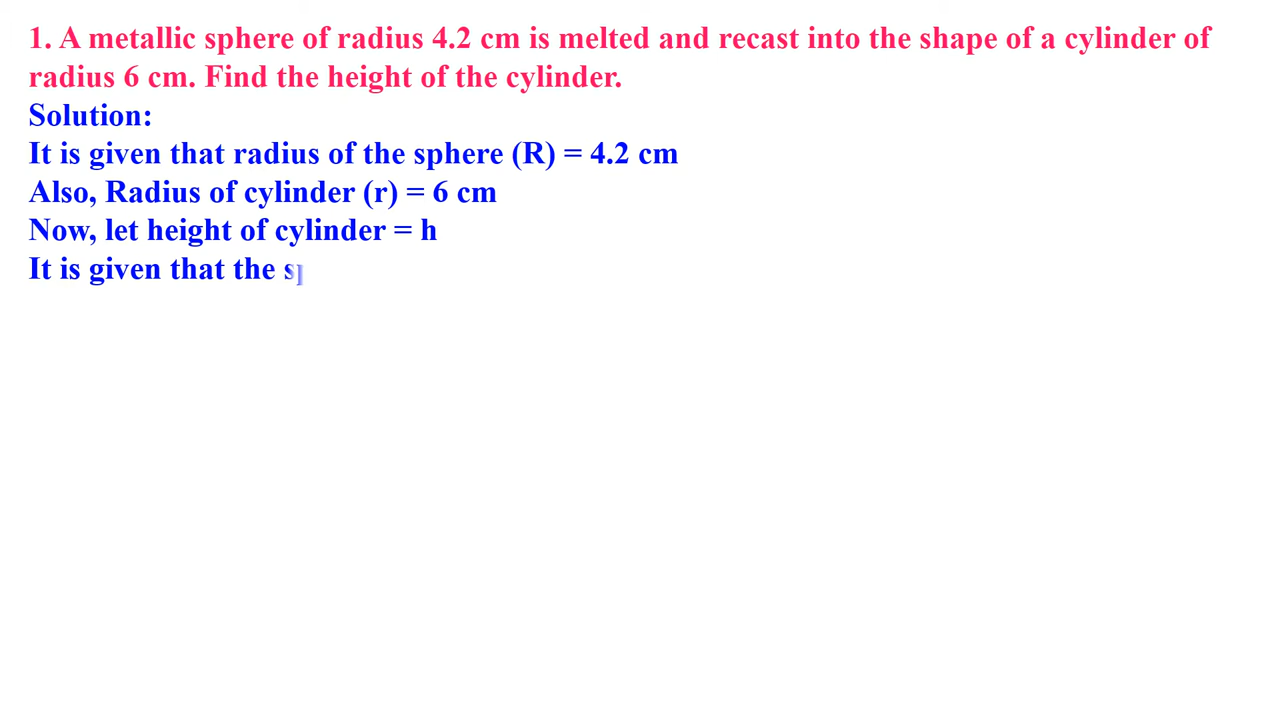 1. A metallic sphere of radius 4.2 cm is melted and recast into the shape of a cylinder of
radius 6 cm. Find the height of the cylinder.
Solution:
It is given that radius of the sphere (R) = 4.2 cm
Also, Radius of cylinder (r) = 6 cm
Now, let height of cylinder = h
It is given that the